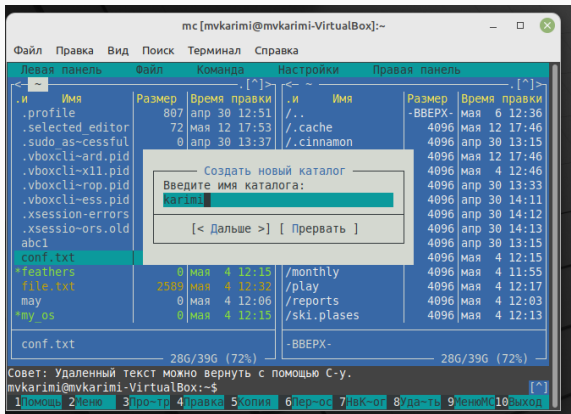 mc [mvkarimi@mvkarimi-VirtualBox]:~
Файл Правка Вид Поиск Терминал Справка
Левая панель Файл Команда Настройки Правая панель
<─ ~ .[^]> <─ ~ .[^]>
.и Имя Размер Время правки .и Имя Размер Время правки
.profile 807 апр 30 12:51 /.. -ВВЕРХ- мая 6 12:36
.selected_editor 72 мая 12 17:53 /.cache 4096 мая 12 17:46
.sudo_as~cessful 0 апр 30 13:37 /.cinnamon 4096 апр 30 13:15
.vboxcli~ard.pid 4096 мая 12 17:46
.vboxcli~x11.pid Создать новый каталог 4096 мая 4 12:46
.vboxcli~rop.pid Введите имя каталога: 4096 апр 30 13:33
.vboxcli~ess.pid karimi 4096 апр 30 14:11
.xsession-errors 4096 апр 30 14:12
.xsessio~ors.old [< Дальше >] [ Прервать ] 4096 апр 30 14:13
abc1 4096 апр 30 13:15
conf.txt 4096 мая 4 12:15
*feathers 0 мая 4 12:15 /monthly 4096 мая 4 11:55
file.txt 2589 мая 4 12:32 /play 4096 мая 4 12:17
may 0 мая 4 12:06 /reports 4096 мая 4 12:03
*my_os 0 мая 4 12:15 /ski.plases 4096 мая 4 12:13
conf.txt -ВВЕРХ-
28G/39G (72%) 28G/39G (72%)
Совет: Удаленный текст можно вернуть с помощью C-y.
mvkarimi@mvkarimi-VirtualBox:~$ [^]
1Помощь 2Меню 3Про~тр 4Правка 5Копия 6Пер~ос 7НвК~ог 8Уда~ть 9МенюMC 10Выход